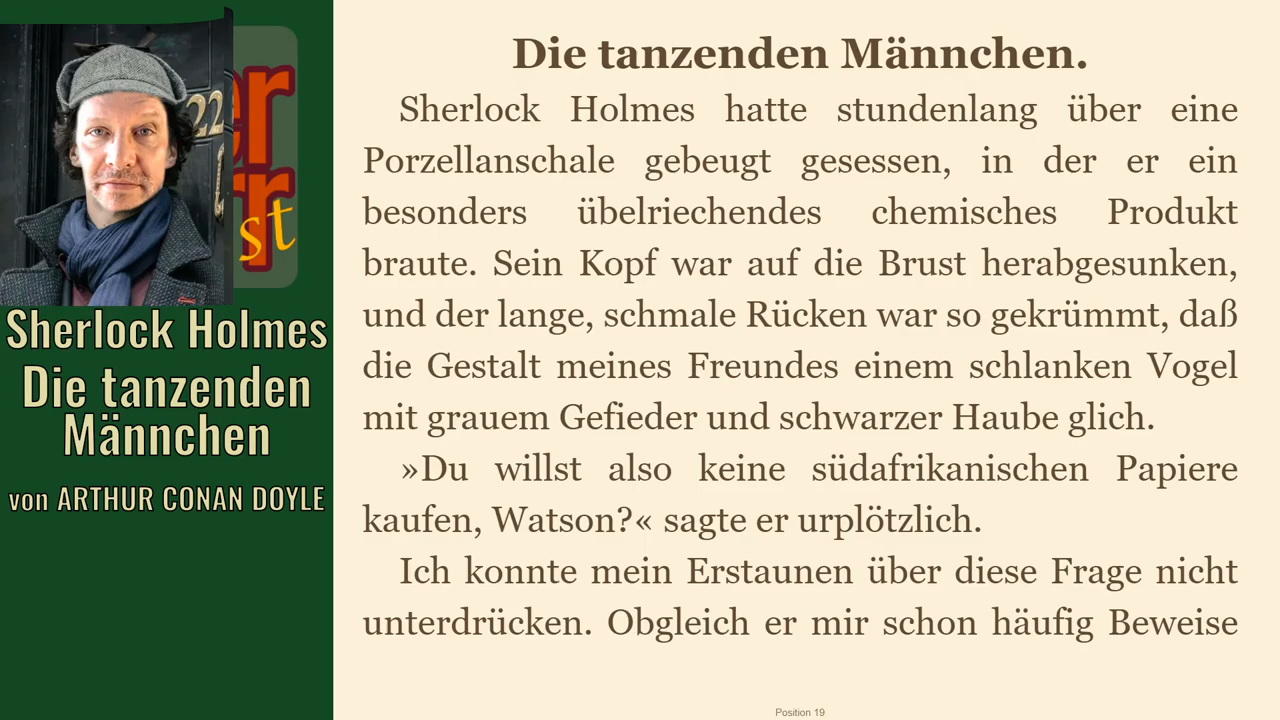 22
er
rr
st
Sherlock Holmes
Die tanzenden
Männchen
von ARTHUR CONAN DOYLE
Die tanzenden Männchen.
Sherlock Holmes hatte stundenlang über eine
Porzellanschale gebeugt gesessen, in der er ein
besonders übelriechendes chemisches Produkt
braute. Sein Kopf war auf die Brust herabgesunken,
und der lange, schmale Rücken war so gekrümmt, daß
die Gestalt meines Freundes einem schlanken Vogel
mit grauem Gefieder und schwarzer Haube glich.
»Du willst also keine südafrikanischen Papiere
kaufen, Watson?« sagte er urplötzlich.
Ich konnte mein Erstaunen über diese Frage nicht
unterdrücken. Obgleich er mir schon häufig Beweise
Position 19